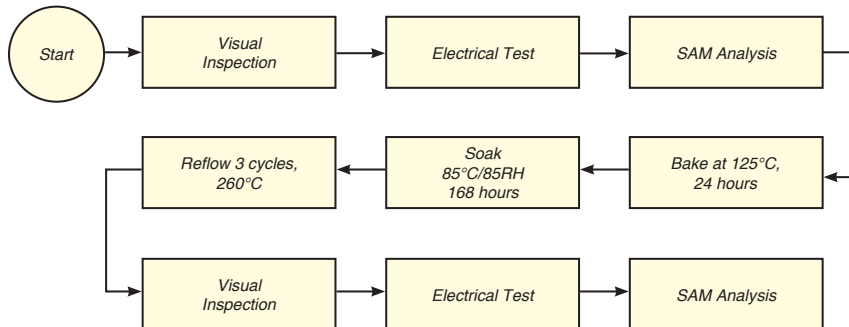 Start
Visual
Inspection
Electrical Test
SAM Analysis
Bake at 125°C,
24 hours
Soak
85°C/85RH
168 hours
Reflow 3 cycles,
260°C
Visual
Inspection
Electrical Test
SAM Analysis